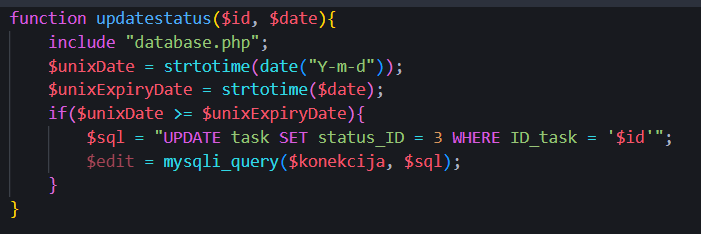 function updatestatus($id, $date){
include "database.php";
$unixDate = strtotime(date("Y-m-d"));
$unixExpiryDate = strtotime($date);
if($unixDate >= $unixExpiryDate){
$sql = "UPDATE task SET status_ID = 3 WHERE ID_task = '$id'";
$edit = mysqli_query($konekcija, $sql);
}
}